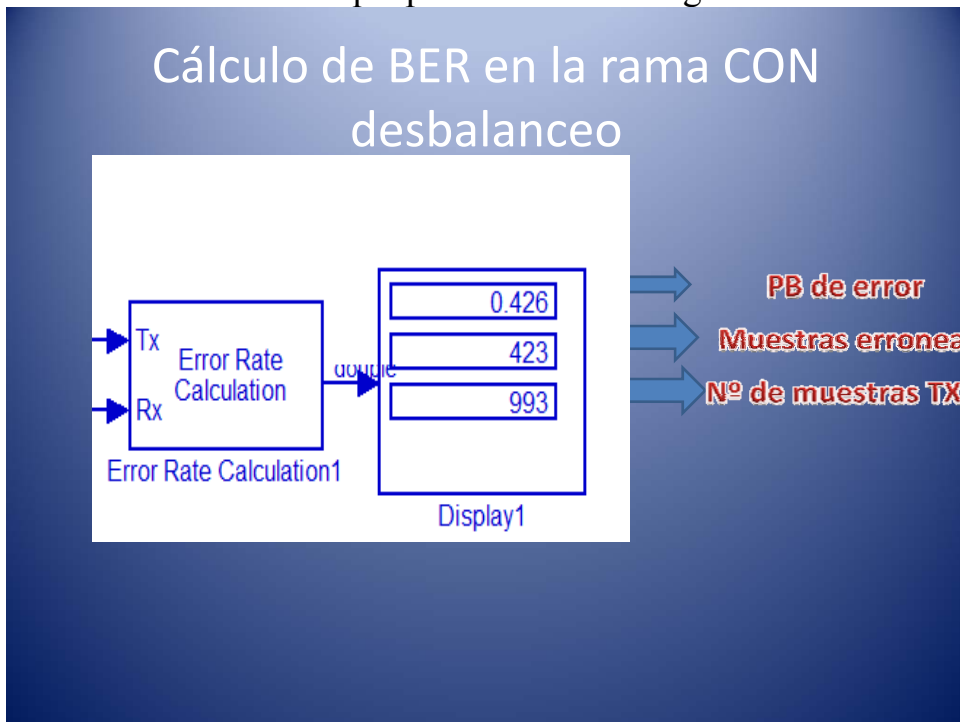 Cálculo de BER en la rama CON
desbalanceo
Tx
Rx
Error Rate
Calculation
Error Rate Calculation1
double
0.426
423
993
Display1
PB de error
Muestras erronea
Nº de muestras TX